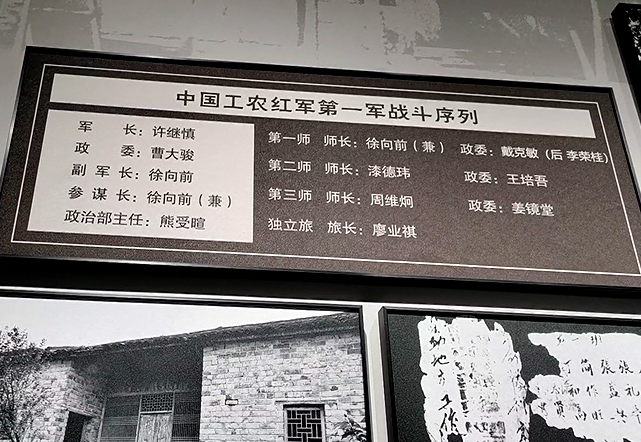 中国工农红军第一军战斗序列
军 长：许继慎
政 委：曹大骏
副 军 长：徐向前
参 谋 长：徐向前（兼）
政治部主任：熊受暄
第一师 师长：徐向前（兼） 政委：戴克敏（后 李荣桂）
第二师 师长：漆德玮 政委：王培吾
第三师 师长：周维炯 政委：姜镜堂
独立旅 旅长：廖业祺
助地方工作